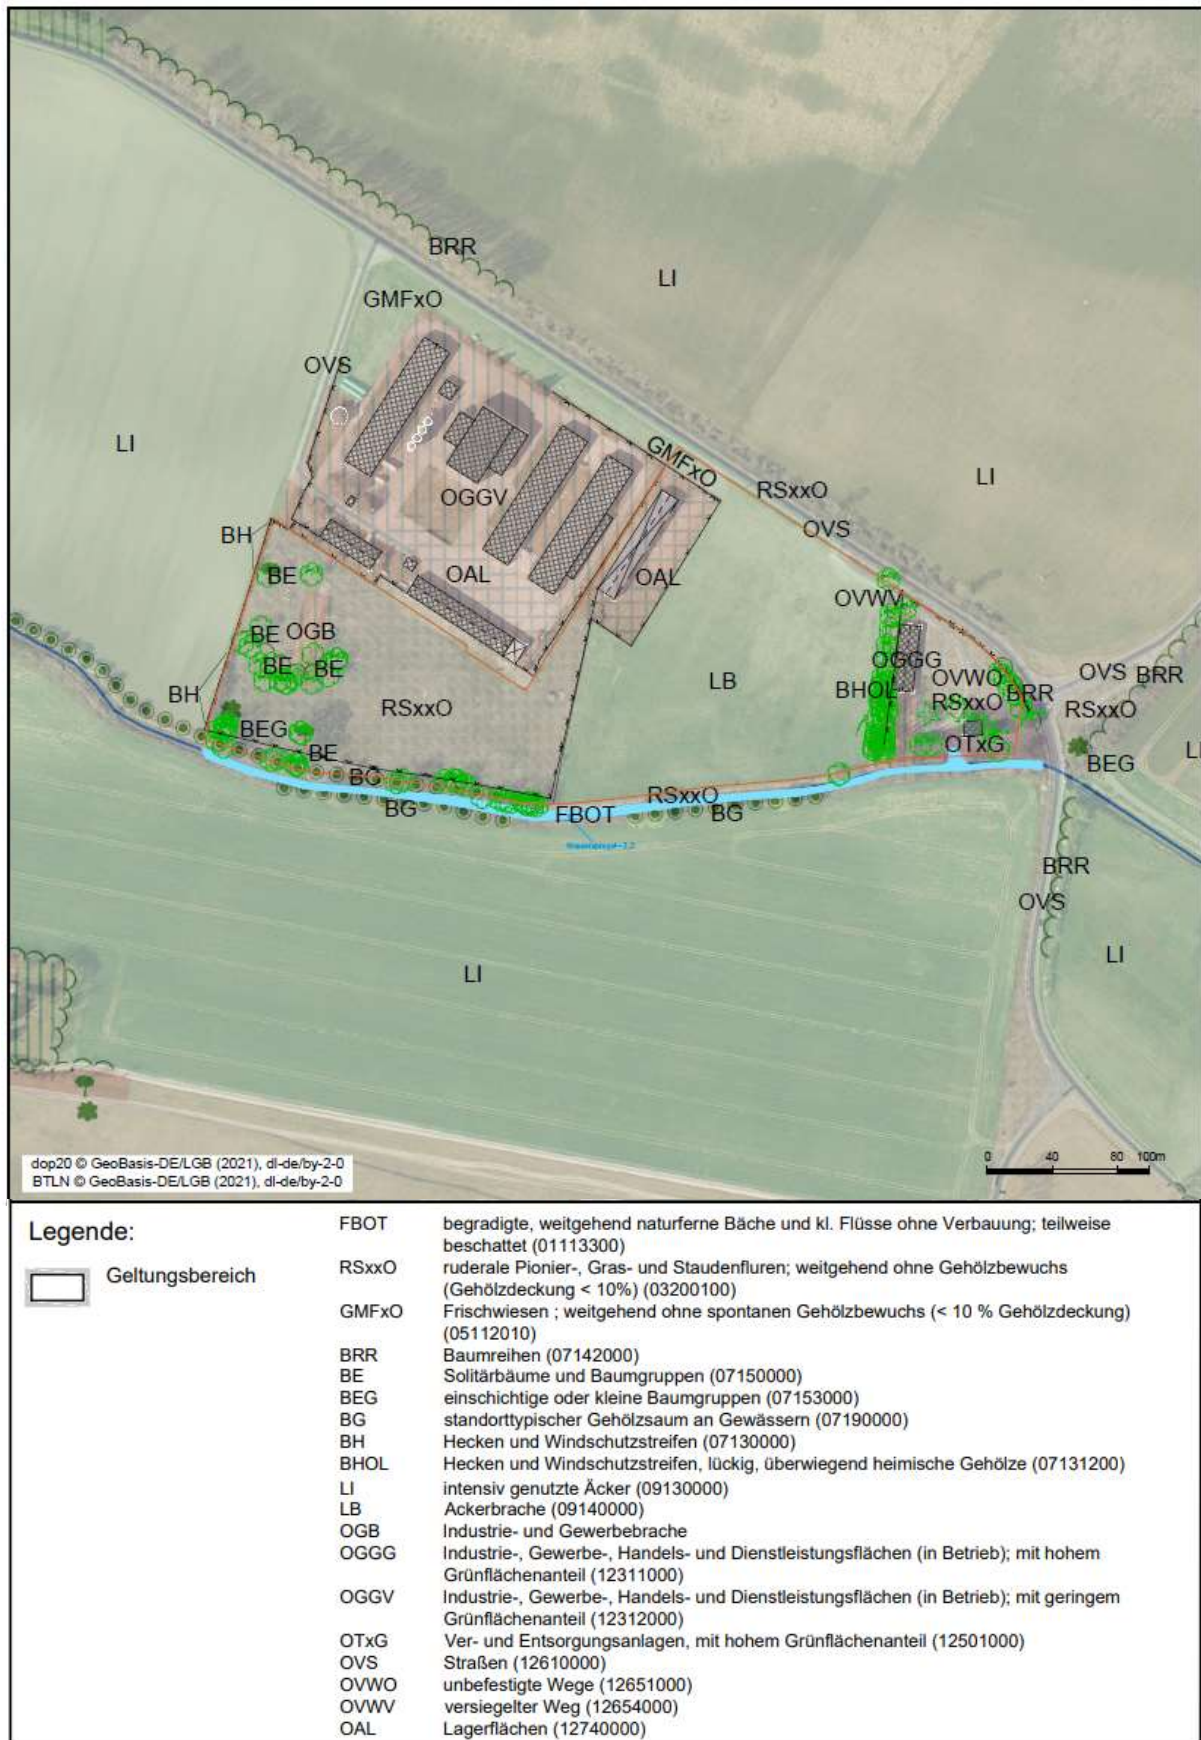 BRR
LI
GMFxO
OVS
LI
GMFxO
LI
RSxxO
OGGV
OVS
BH
OAL
OAL
BE
OVWV
BE
OGB
OGGG
BE
BE
LB
BHOL
OVWO
OVS
BRR
BH
RSxxO
RSxxO
BRR
RSxxO
BEG
OTxG
BE
LI
BEG
BG
RSxxO
BG
FBOT
BG
BRR
OVS
LI
LI
dop20 © GeoBasis-DE/LGB (2021), dl-de/by-2-0
BTLN © GeoBasis-DE/LGB (2021), dl-de/by-2-0
0 40 80 100m
Legende:
Geltungsbereich
FBOT begradigte, weitgehend naturferne Bäche und kl. Flüsse ohne Verbauung; teilweise
beschattet (01113300)
RSxxO ruderale Pionier-, Gras- und Staudenfluren; weitgehend ohne Gehölzbewuchs
(Gehölzdeckung < 10%) (03200100)
GMFxO Frischwiesen ; weitgehend ohne spontanen Gehölzbewuchs (< 10 % Gehölzdeckung)
(05112010)
BRR Baumreihen (07142000)
BE Solitärbäume und Baumgruppen (07150000)
BEG einschichtige oder kleine Baumgruppen (07153000)
BG standorttypischer Gehölzsaum an Gewässern (07190000)
BH Hecken und Windschutzstreifen (07130000)
BHOL Hecken und Windschutzstreifen, lückig, überwiegend heimische Gehölze (07131200)
LI intensiv genutzte Äcker (09130000)
LB Ackerbrache (09140000)
OGB Industrie- und Gewerbebrache
OGGG Industrie-, Gewerbe-, Handels- und Dienstleistungsflächen (in Betrieb); mit hohem
Grünflächenanteil (12311000)
OGGV Industrie-, Gewerbe-, Handels- und Dienstleistungsflächen (in Betrieb); mit geringem
Grünflächenanteil (12312000)
OTxG Ver- und Entsorgungsanlagen, mit hohem Grünflächenanteil (12501000)
OVS Straßen (12610000)
OVWO unbefestigte Wege (12651000)
OVWV versiegelter Weg (12654000)
OAL Lagerflächen (12740000)